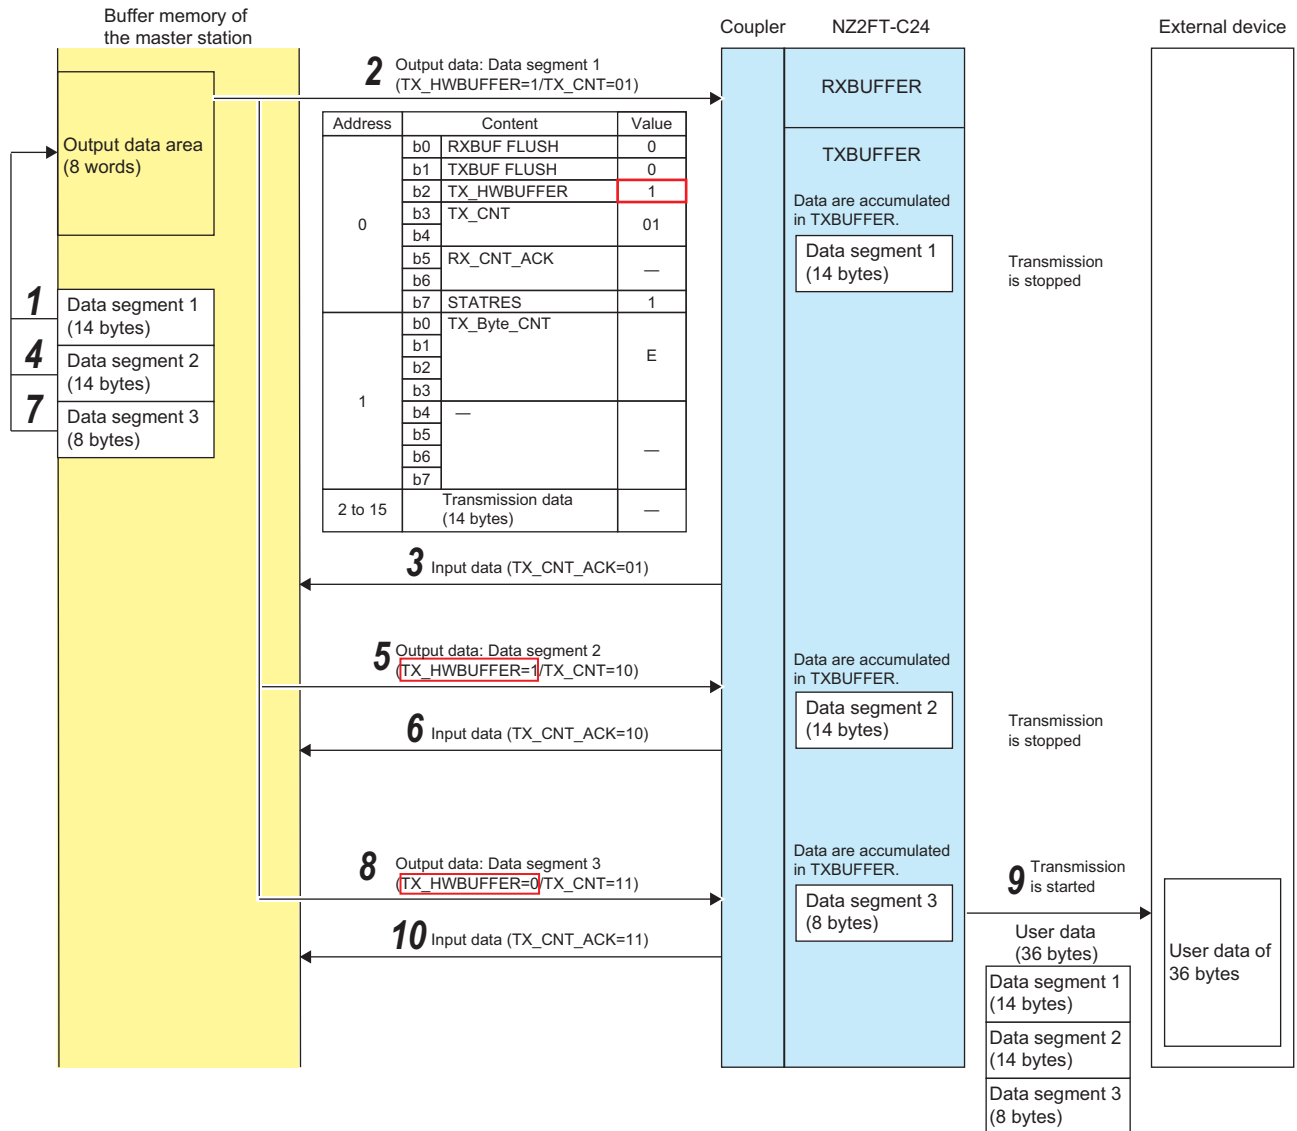 Buffer memory of
the master station
Coupler
NZ2FT-C24
External device
Output data area
(8 words)
1
Data segment 1
(14 bytes)
4
Data segment 2
(14 bytes)
7
Data segment 3
(8 bytes)
2
Output data: Data segment 1
(TX_HWBUFFER=1/TX_CNT=01)
Address Content Value
0
b0 RXBUF FLUSH 0
b1 TXBUF FLUSH 0
b2 TX_HWBUFFER 1
b3 TX_CNT 01
b4
b5 RX_CNT_ACK —
b6
b7 STATRES 1
1
b0 TX_Byte_CNT E
b1
b2
b3
b4 — —
b5
b6
b7
2 to 15 Transmission data
(14 bytes) —
RXBUFFER
TXBUFFER
Data are accumulated
in TXBUFFER.
Data segment 1
(14 bytes)
Transmission
is stopped
3 Input data (TX_CNT_ACK=01)
5
Output data: Data segment 2
(TX_HWBUFFER=1/TX_CNT=10)
Data are accumulated
in TXBUFFER.
Data segment 2
(14 bytes)
Transmission
is stopped
6 Input data (TX_CNT_ACK=10)
8
Output data: Data segment 3
(TX_HWBUFFER=0/TX_CNT=11)
Data are accumulated
in TXBUFFER.
Data segment 3
(8 bytes)
9
Transmission
is started
10 Input data (TX_CNT_ACK=11)
User data
(36 bytes)
Data segment 1
(14 bytes)
Data segment 2
(14 bytes)
Data segment 3
(8 bytes)
User data of
36 bytes